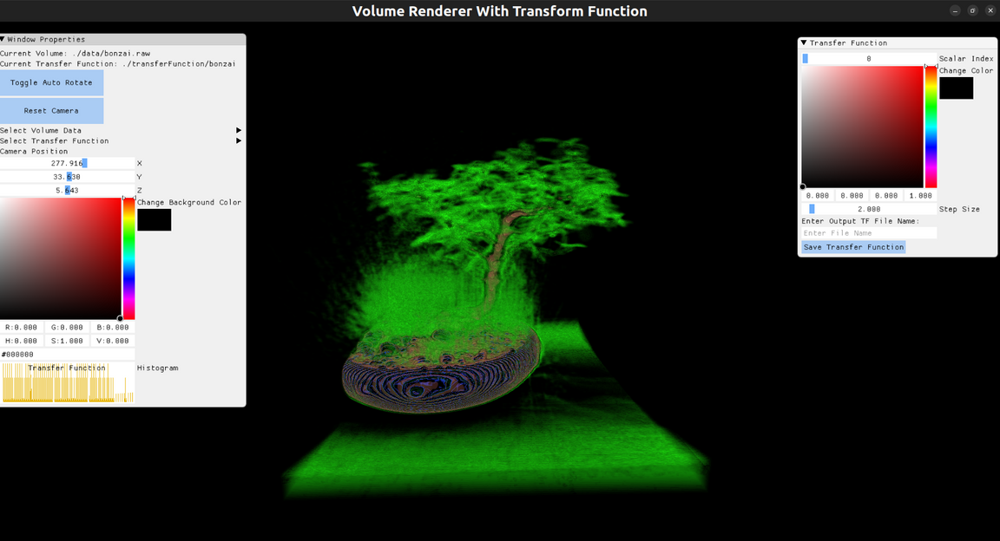 Volume Renderer With Transform Function
Window Properties
Current Volume: ./data/bonzai.raw
Current Transfer Function: ./transferFunction/bonzai
Toggle Auto Rotate
Reset Camera
Select Volume Data
Select Transfer Function
Camera Position
277.916 X
33.638 Y
5.643 Z
Change Background Color
R:0.000 G:0.000 B:0.000
H:0.000 S:1.000 V:0.000
#000000
Transfer Function Histogram
Transfer Function
0 Scalar Index
Change Color
0.000 0.000 0.000 1.000
2.000 Step Size
Enter Output TF File Name:
Enter File Name
Save Transfer Function